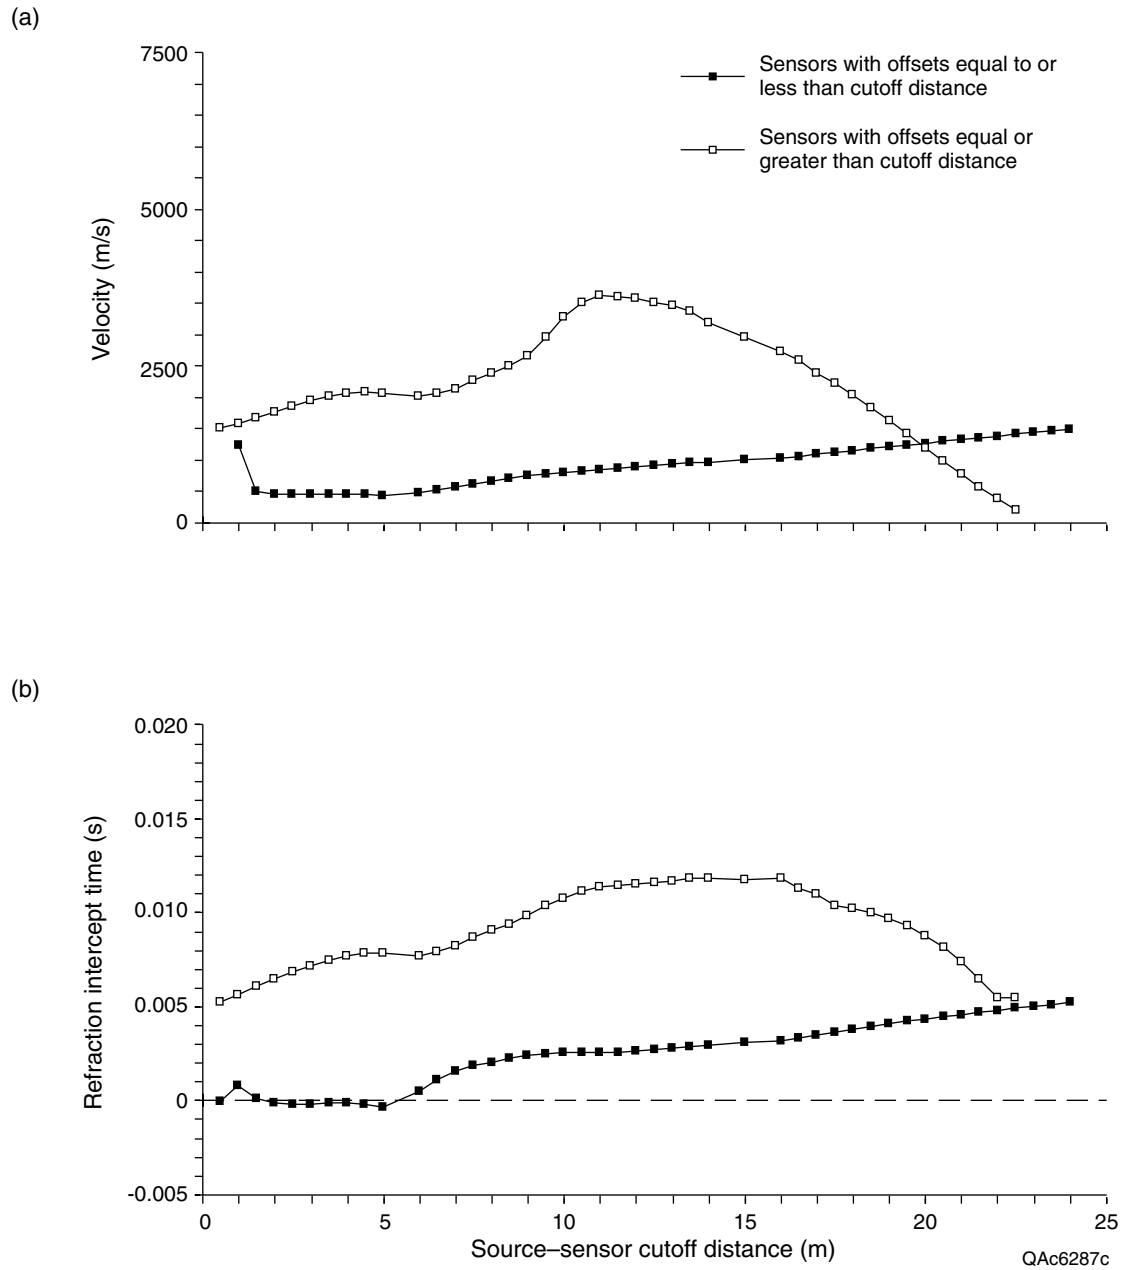 (a)
7500
5000
2500
0
Velocity (m/s)
Sensors with offsets equal to or
less than cutoff distance
Sensors with offsets equal or
greater than cutoff distance
(b)
0.020
0.015
0.010
0.005
0
-0.005
Refraction intercept time (s)
0 5 10 15 20 25
Source–sensor cutoff distance (m)
QAc6287c